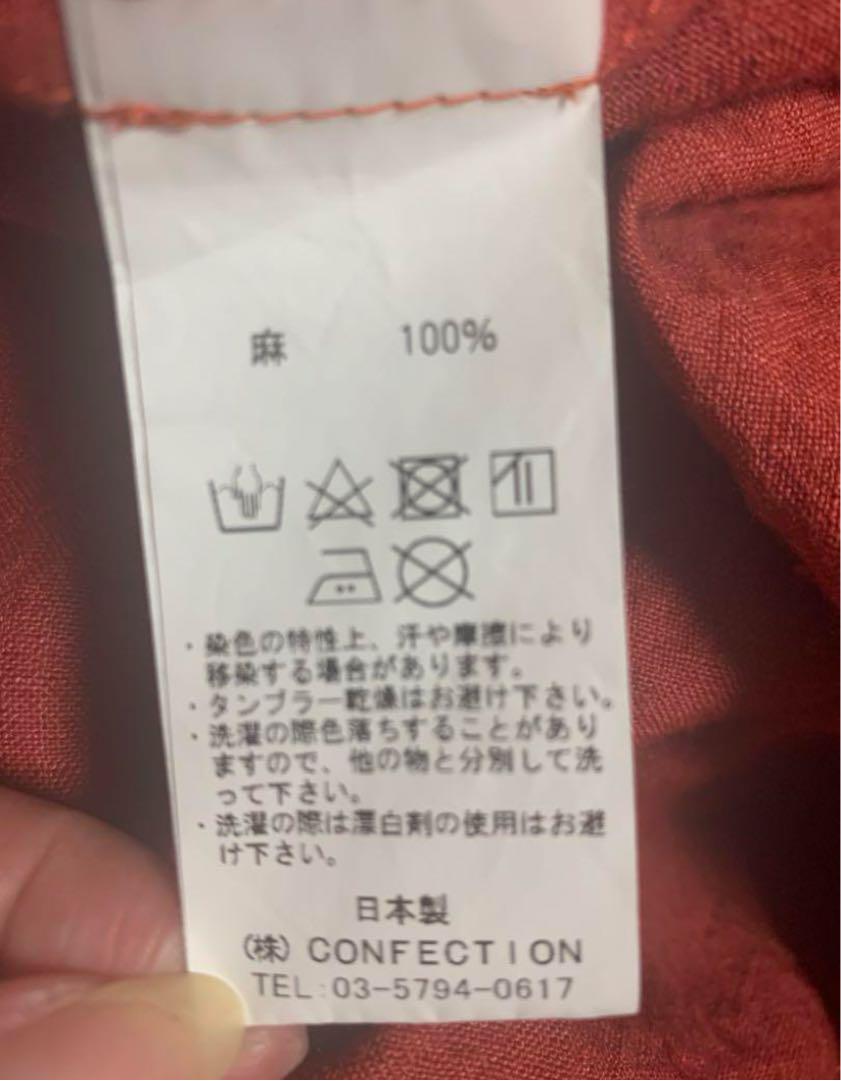 麻 100%
・染色の特性上、汗や摩擦により
移染する場合があります。
・タンブラー乾燥はお避け下さい。
・洗濯の際色落ちすることがあり
ますので、他の物と分別して洗
って下さい。
・洗濯の際は漂白剤の使用はお避
け下さい。
日本製
(株) CONFECTION
TEL:03-5794-0617